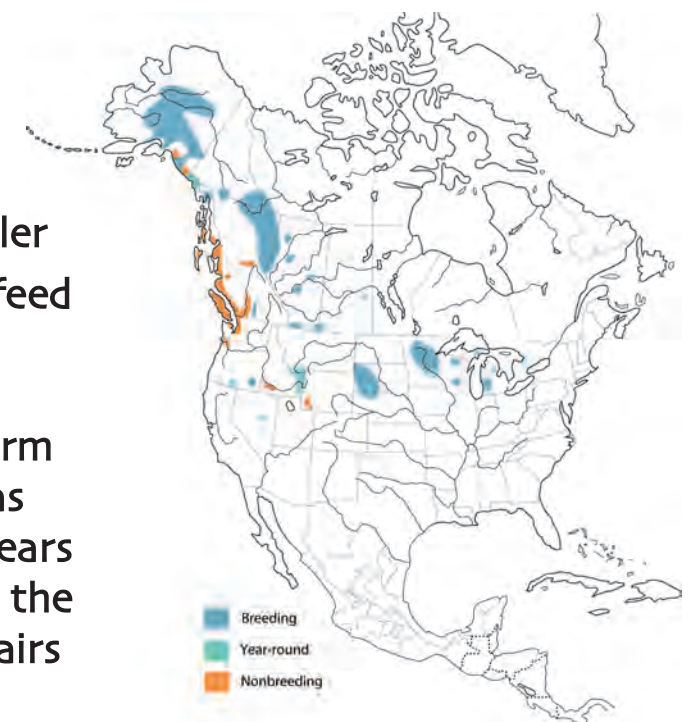 ler
feed
rm
ns
ears
the
airs
Breeding
Year-round
Nonbreeding